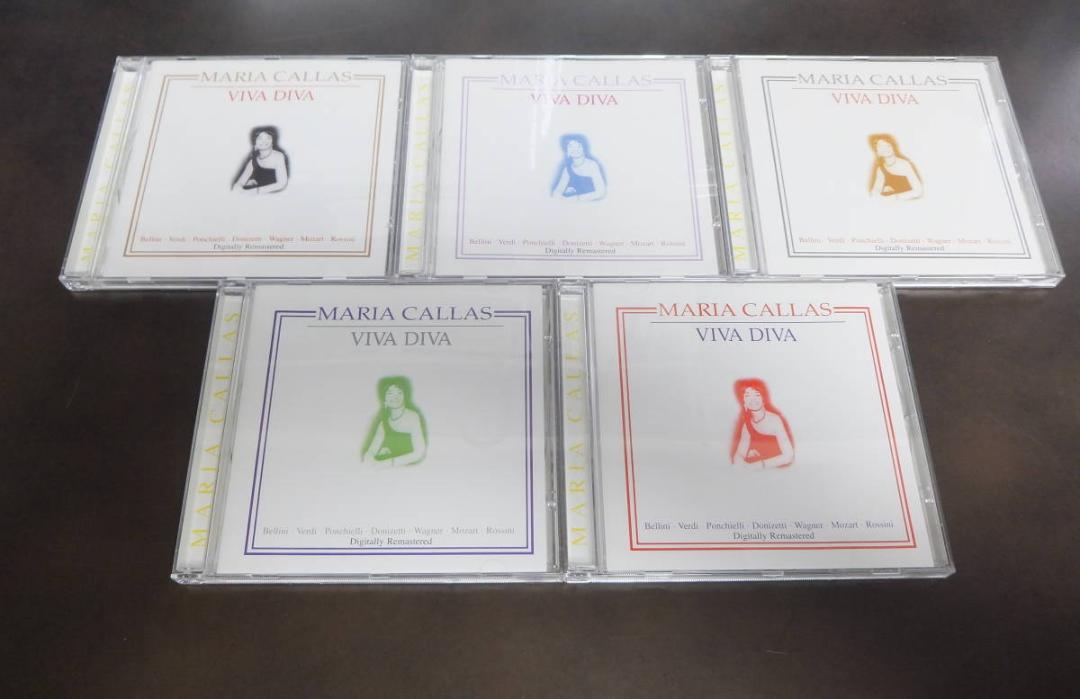 MARIA CALLAS
MARIA CALLAS
VIVA DIVA
Bellini · Verdi · Ponchielli · Donizetti · Wagner · Mozart · Rossini
Digitally Remastered
MARIA CALLAS
MARIA CALLAS
VIVA DIVA
Bellini · Verdi · Ponchielli · Donizetti · Wagner · Mozart · Rossini
Digitally Remastered
MARIA CALLAS
MARIA CALLAS
VIVA DIVA
Bellini · Verdi · Ponchielli · Donizetti · Wagner · Mozart · Rossini
Digitally Remastered
MARIA CALLAS
MARIA CALLAS
VIVA DIVA
Bellini · Verdi · Ponchielli · Donizetti · Wagner · Mozart · Rossini
Digitally Remastered
MARIA CALLAS
MARIA CALLAS
VIVA DIVA
Bellini · Verdi · Ponchielli · Donizetti · Wagner · Mozart · Rossini
Digitally Remastered